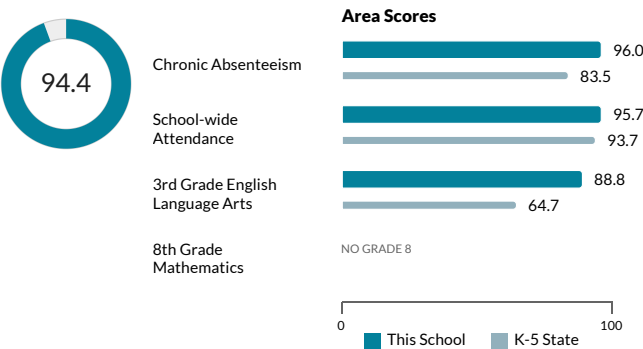 Area Scores
94.4
Chronic Absenteeism
96.0
83.5
School-wide
Attendance
95.7
93.7
3rd Grade English
Language Arts
88.8
64.7
8th Grade
Mathematics
NO GRADE 8
0
100
This School
K-5 State